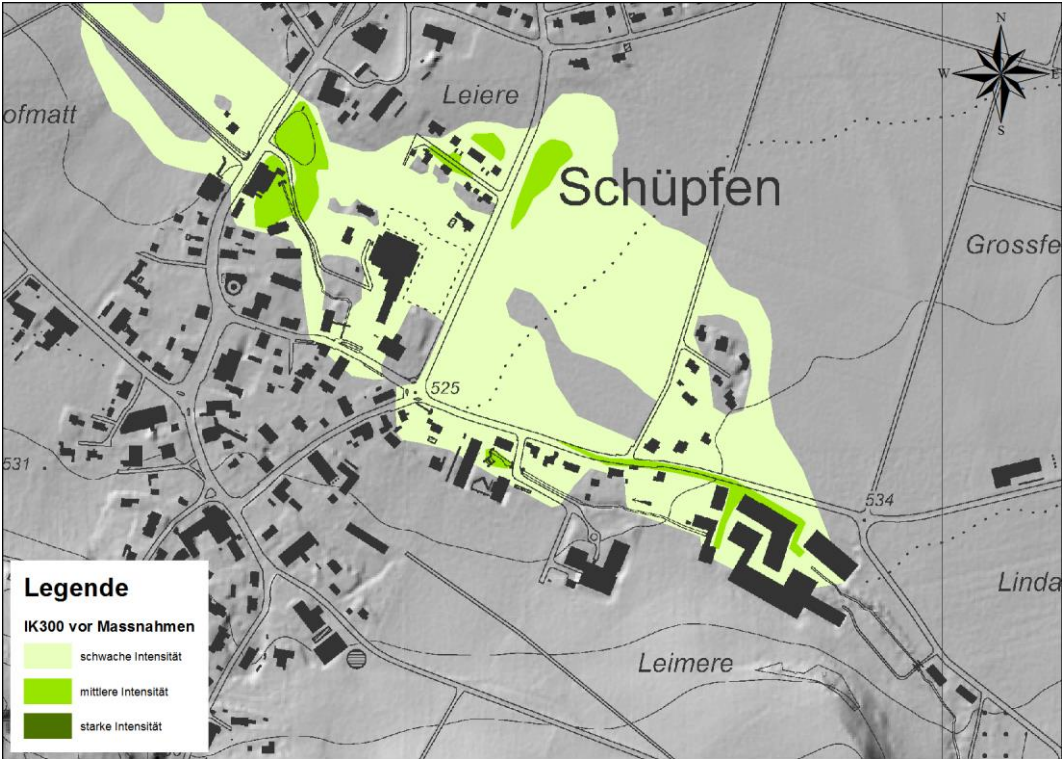 N
W
E
S
Leiere
ofmatt
Schüpfen
Grossfe
525
531
534
Linda
Leimere
Legende
IK300 vor Massnahmen
schwache Intensität
mittlere Intensität
starke Intensität